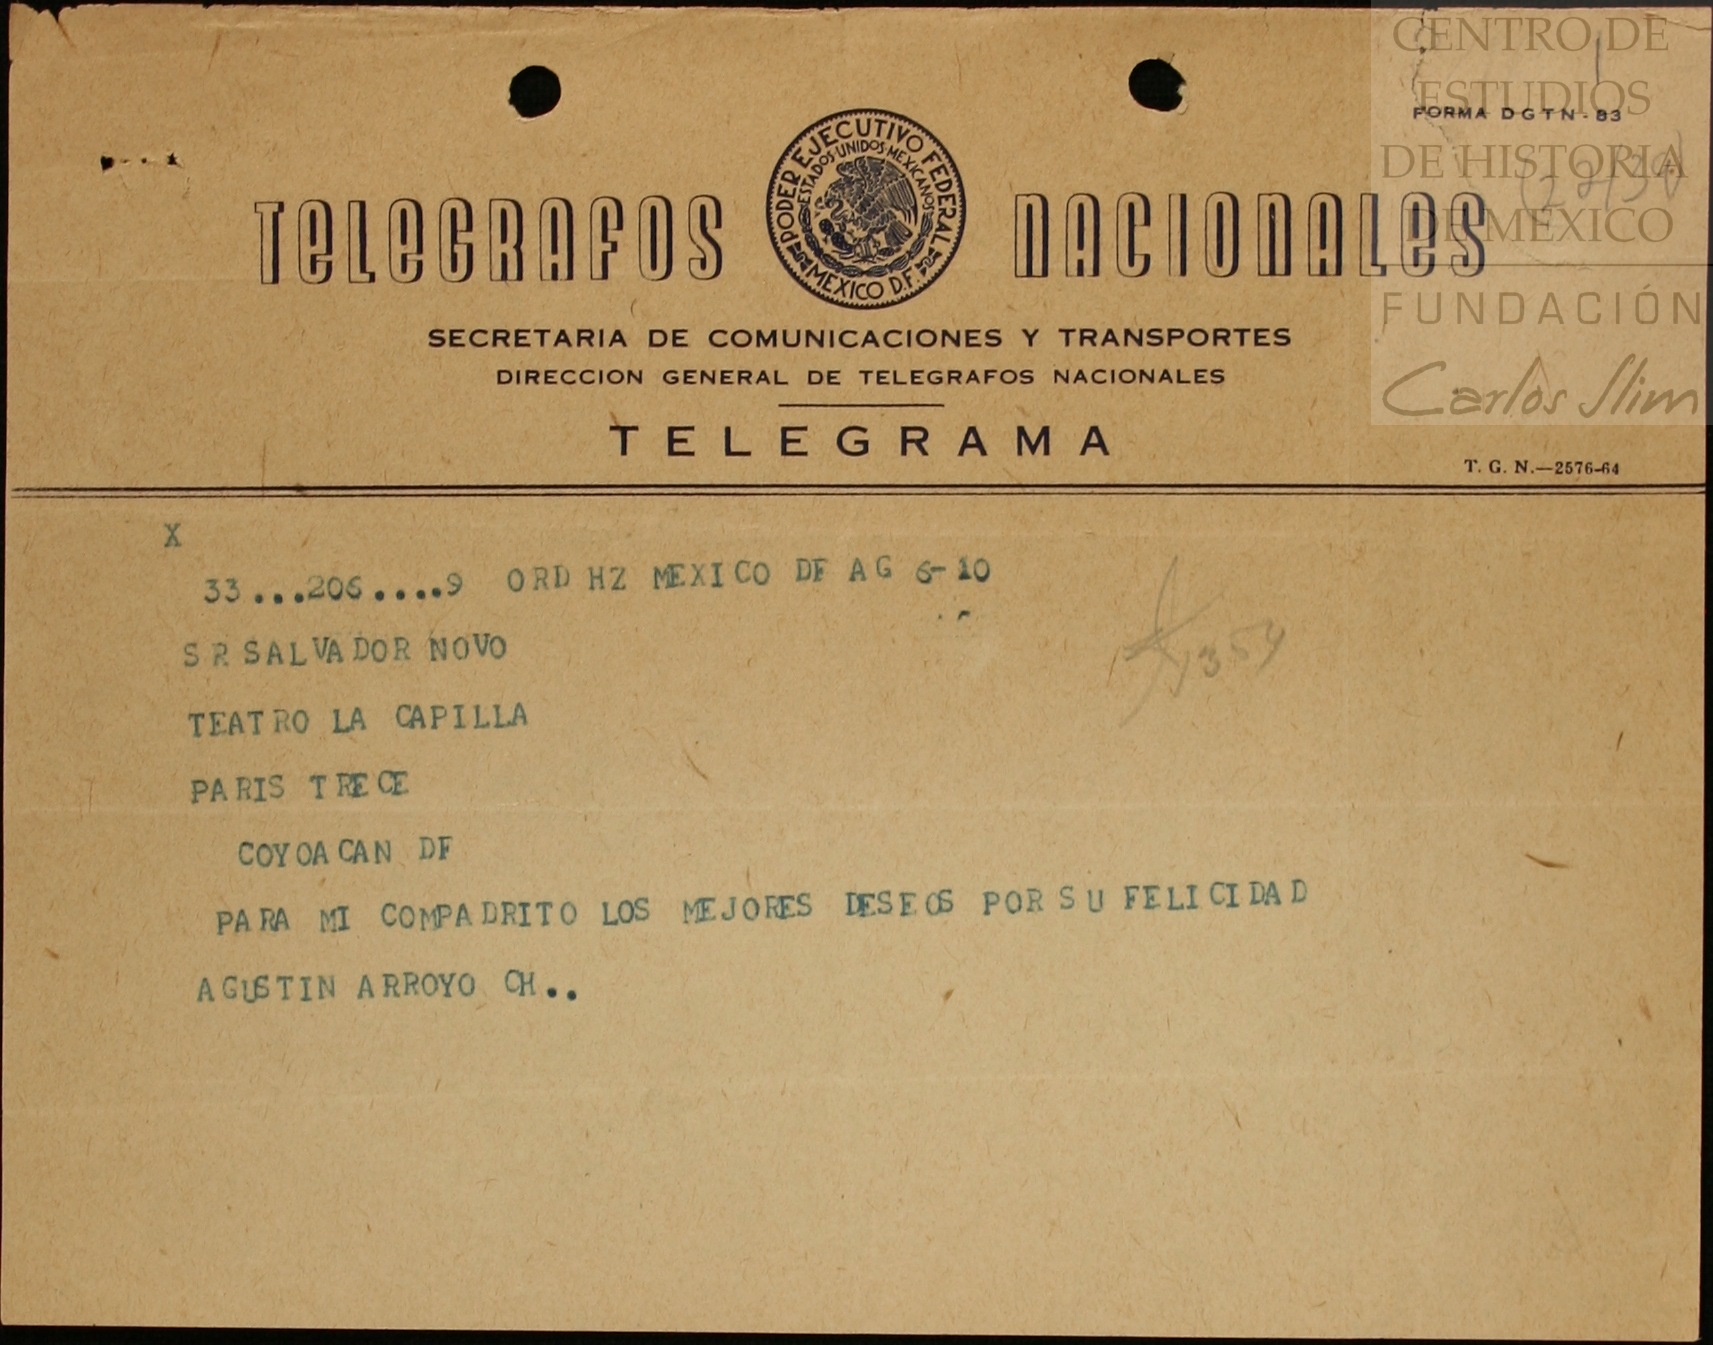 CENTRO DE
ESTUDIOS
DE HISTORIA
DE MEXICO
FUNDACIÓN
Carlos Slim
FORMA DGTN-83
TELEGRAFOS NACIONALES
PODER EJECUTIVO FEDERAL
ESTADOS UNIDOS MEXICANOS
MEXICO D.F.
SECRETARIA DE COMUNICACIONES Y TRANSPORTES
DIRECCION GENERAL DE TELEGRAFOS NACIONALES
TELEGRAMA
T. G. N.—2576-64
X
33...206....9 ORD HZ MEXICO DF AG 6-10
SR SALVADOR NOVO
TEATRO LA CAPILLA
PARIS TRECE
COYOACAN DF
PARA MI COMPADRITO LOS MEJORES DESEOS POR SU FELICIDAD
AGUSTIN ARROYO CH..